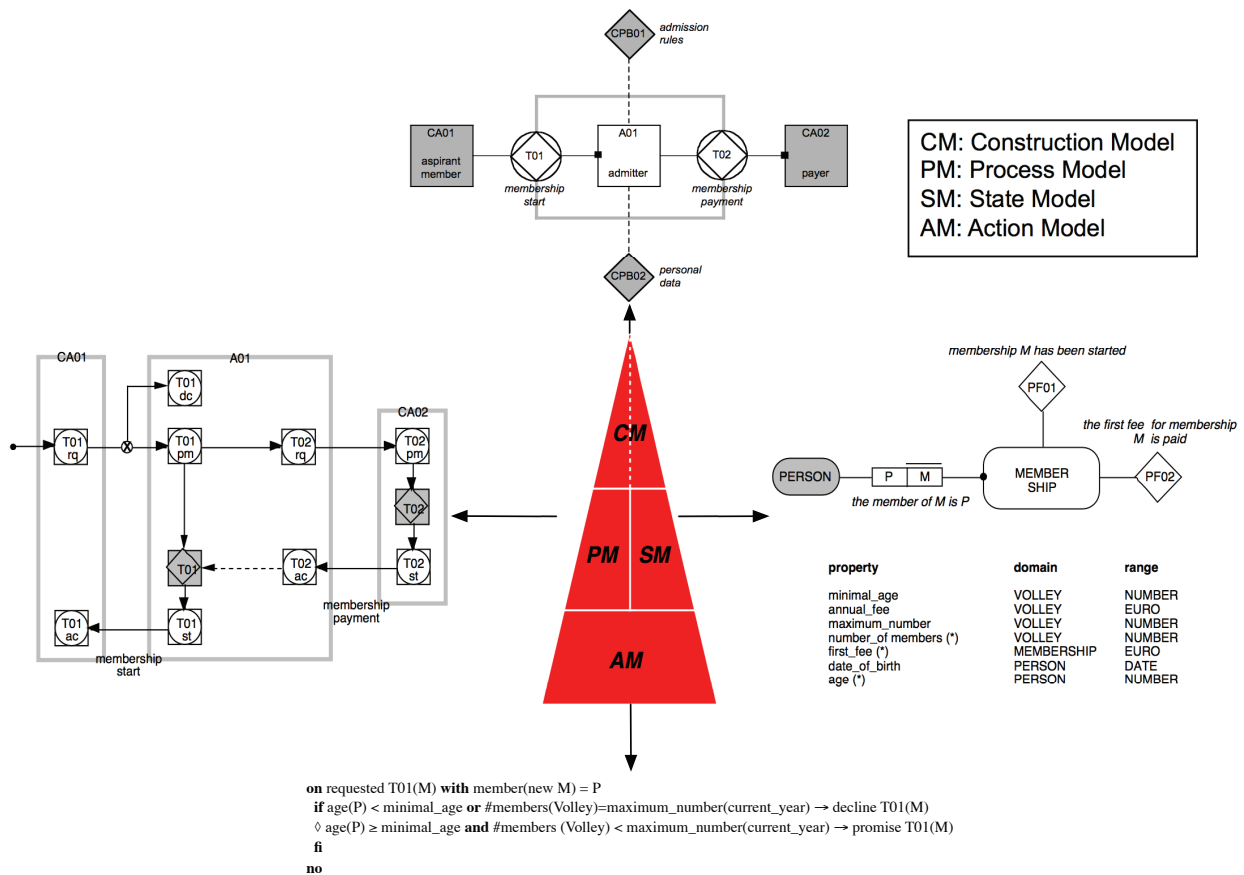 CPB01
admission
rules
CA01
aspirant
member
T01
membership
start
A01
admitter
T02
membership
payment
CA02
payer
CPB02
personal
data
CM: Construction Model
PM: Process Model
SM: State Model
AM: Action Model
CA01
A01
T01
dc
CA02
T01
rq
T01
pm
T02
rq
T02
pm
T02
T01
T02
ac
T02
st
membership
payment
T01
ac
T01
st
membership
start
CM
PM
SM
AM
membership M has been started
PF01
the first fee for membership
M is paid
PERSON
P M
the member of M is P
MEMBER
SHIP
PF02
property domain range
minimal_age VOLLEY NUMBER
annual_fee VOLLEY EURO
maximum_number VOLLEY NUMBER
number_of members (*) VOLLEY NUMBER
first_fee (*) MEMBERSHIP EURO
date_of_birth PERSON DATE
age (*) PERSON NUMBER
on requested T01(M) with member(new M) = P
if age(P) < minimal_age or #members(Volley)=maximum_number(current_year) → decline T01(M)
◊ age(P) ≥ minimal_age and #members (Volley) < maximum_number(current_year) → promise T01(M)
fi
no